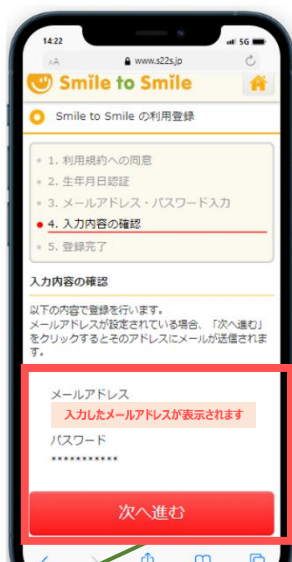 14:22
5G
AA
www.s22s.jp
Smile to Smile
Smile to Smile の利用登録
1. 利用規約への同意
2. 生年月日認証
3. メールアドレス・パスワード入力
4. 入力内容の確認
5. 登録完了
入力内容の確認
以下の内容で登録を行います。
メールアドレスが設定されている場合、「次へ進む」
をクリックするとそのアドレスにメールが送信されま
す。
メールアドレス
入力したメールアドレスが表示されます
パスワード
***********
次へ進む